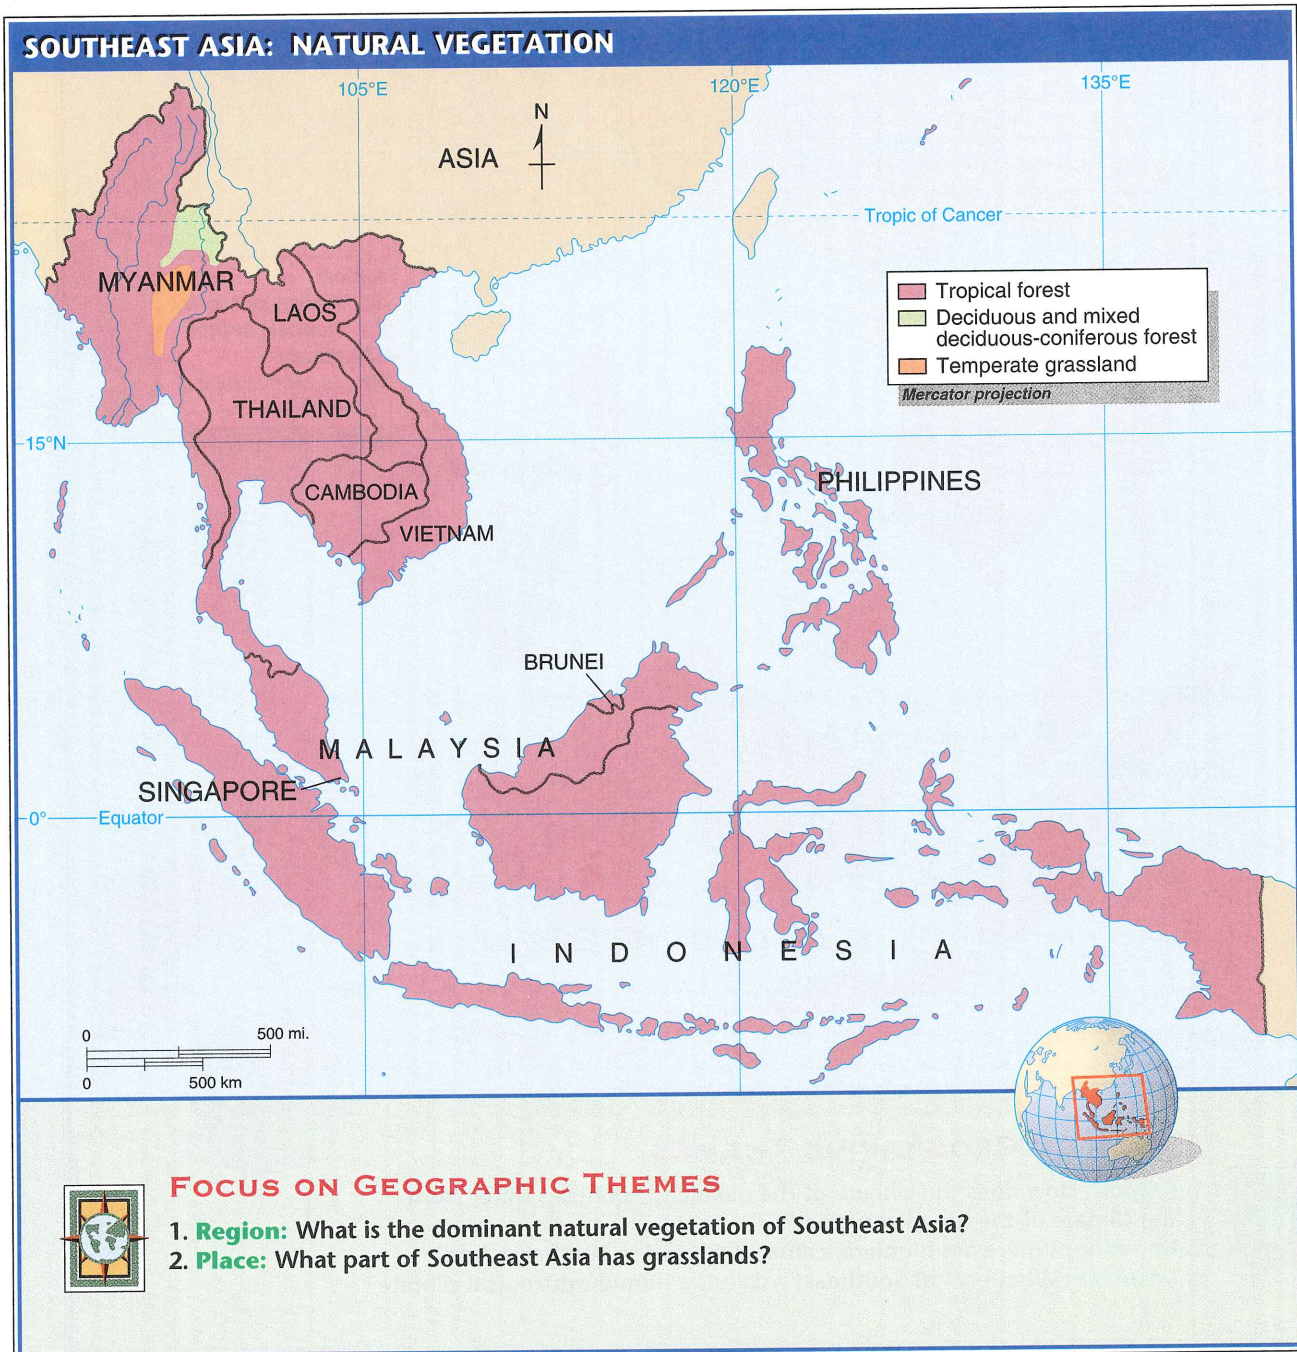 SOUTHEAST ASIA: NATURAL VEGETATION
105°E
120°E
135°E
N
ASIA
Tropic of Cancer
MYANMAR
LAOS
Tropical forest
Deciduous and mixed
deciduous-coniferous forest
Temperate grassland
Mercator projection
THAILAND
15°N
CAMBODIA
PHILIPPINES
VIETNAM
BRUNEI
MALAYSIA
SINGAPORE
0°
Equator
INDONESIA
0 500 mi.
0 500 km
FOCUS ON GEOGRAPHIC THEMES
1. Region: What is the dominant natural vegetation of Southeast Asia?
2. Place: What part of Southeast Asia has grasslands?